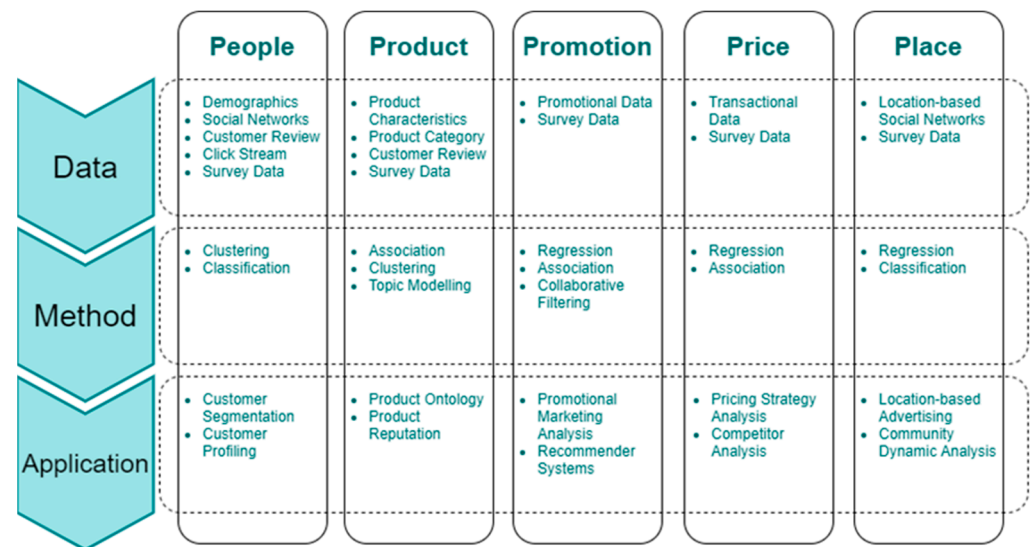 People
Product
Promotion
Price
Place
Data
• Demographics
• Social Networks
• Customer Review
• Click Stream
• Survey Data
• Product
Characteristics
• Product Category
• Customer Review
• Survey Data
• Promotional Data
• Survey Data
• Transactional
Data
• Survey Data
• Location-based
Social Networks
• Survey Data
Method
• Clustering
• Classification
• Association
• Clustering
• Topic Modelling
• Regression
• Association
• Collaborative
Filtering
• Regression
• Association
• Regression
• Classification
Application
• Customer
Segmentation
• Customer
Profiling
• Product Ontology
• Product
Reputation
• Promotional
Marketing
Analysis
• Recommender
Systems
• Pricing Strategy
Analysis
• Competitor
Analysis
• Location-based
Advertising
• Community
Dynamic Analysis